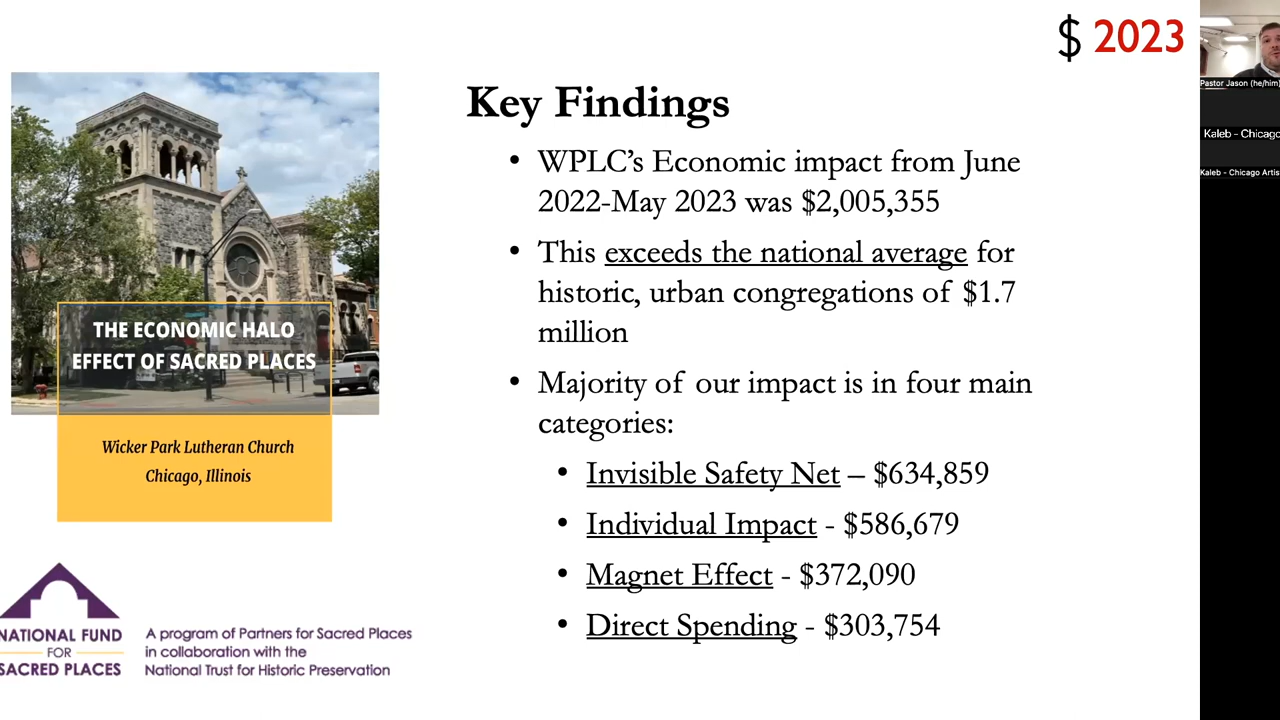 $ 2023
Key Findings
• WPLC’s Economic impact from June
2022-May 2023 was $2,005,355
• This exceeds the national average for
historic, urban congregations of $1.7
million
• Majority of our impact is in four main
categories:
• Invisible Safety Net – $634,859
• Individual Impact - $586,679
• Magnet Effect - $372,090
• Direct Spending - $303,754
THE ECONOMIC HALO
EFFECT OF SACRED PLACES
Wicker Park Lutheran Church
Chicago, Illinois
NATIONAL FUND
FOR
SACRED PLACES
A program of Partners for Sacred Places
in collaboration with the
National Trust for Historic Preservation
Pastor Jason (he/him)
Kaleb - Chicago
Kaleb - Chicago Artis